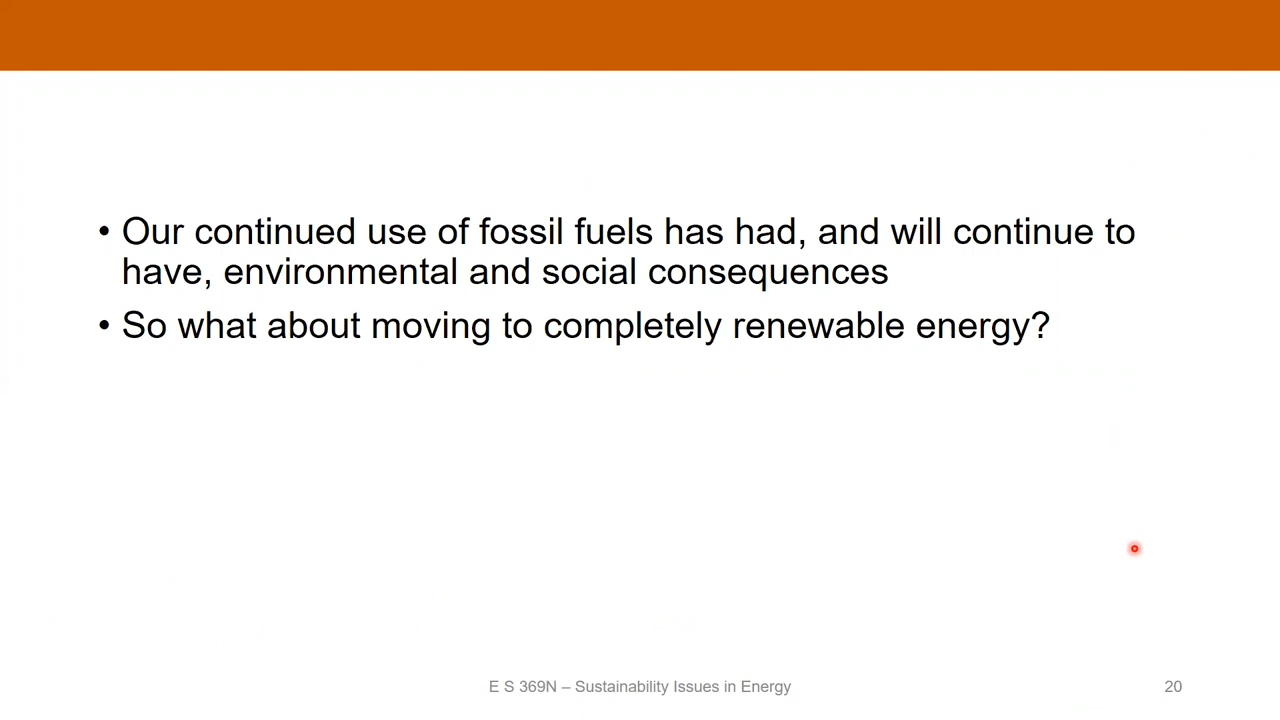 • Our continued use of fossil fuels has had, and will continue to
have, environmental and social consequences
• So what about moving to completely renewable energy?
E S 369N – Sustainability Issues in Energy
20